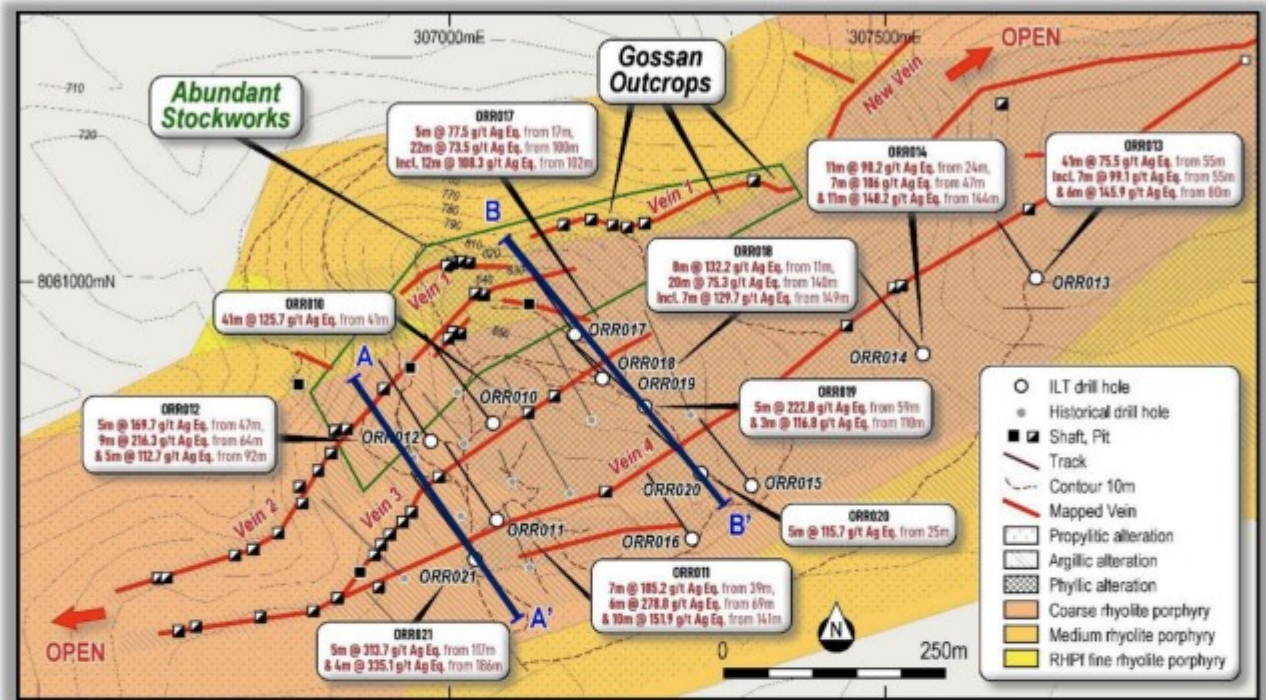 307000mE
307500mE
OPEN
Gossan
Outcrops
New Vein
710
720
Abundant
Stockworks
ORR017
5m @ 77.5 g/t Ag Eq. from 17m,
22m @ 73.5 g/t Ag Eq. from 100m
Incl. 12m @ 108.3 g/t Ag Eq. from 102m
ORR014
11m @ 98.2 g/t Ag Eq. from 24m,
7m @ 186 g/t Ag Eq. from 47m
& 11m @ 148.2 g/t Ag Eq. from 144m
ORR013
41m @ 75.5 g/t Ag Eq. from 55m
Incl. 7m @ 99.1 g/t Ag Eq. from 55m
& 6m @ 145.9 g/t Ag Eq. from 80m
770
780
790
810
820
840
850
Vein 1
B
8081000mN
Vein
ORR018
8m @ 132.2 g/t Ag Eq. from 11m,
20m @ 75.3 g/t Ag Eq. from 140m
Incl. 7m @ 129.7 g/t Ag Eq. from 149m
ORR013
ORR010
41m @ 125.7 g/t Ag Eq. from 41m
ORR017
ORR018
ORR014
A
ORR019
ORR010
ORR012
5m @ 169.7 g/t Ag Eq. from 47m,
9m @ 216.3 g/t Ag Eq. from 64m
& 5m @ 112.7 g/t Ag Eq. from 92m
ORR012
ORR019
5m @ 222.8 g/t Ag Eq. from 59m
& 3m @ 116.8 g/t Ag Eq. from 110m
Vein 4
ORR020
ORR015
Vein 2
Vein 3
ORR011
B'
ORR016
ORR020
5m @ 115.7 g/t Ag Eq. from 25m
ORR021
ORR011
7m @ 105.2 g/t Ag Eq. from 39m,
6m @ 278.0 g/t Ag Eq. from 69m
& 10m @ 151.9 g/t Ag Eq. from 141m
A'
OPEN
ORR021
5m @ 313.7 g/t Ag Eq. from 117m
& 4m @ 335.1 g/t Ag Eq. from 186m
N
0
250m
ILT drill hole
Historical drill hole
Shaft, Pit
Track
Contour 10m
Mapped Vein
Propylitic alteration
Argillic alteration
Phyllic alteration
Coarse rhyolite porphyry
Medium rhyolite porphyry
RHPf fine rhyolite porphyry